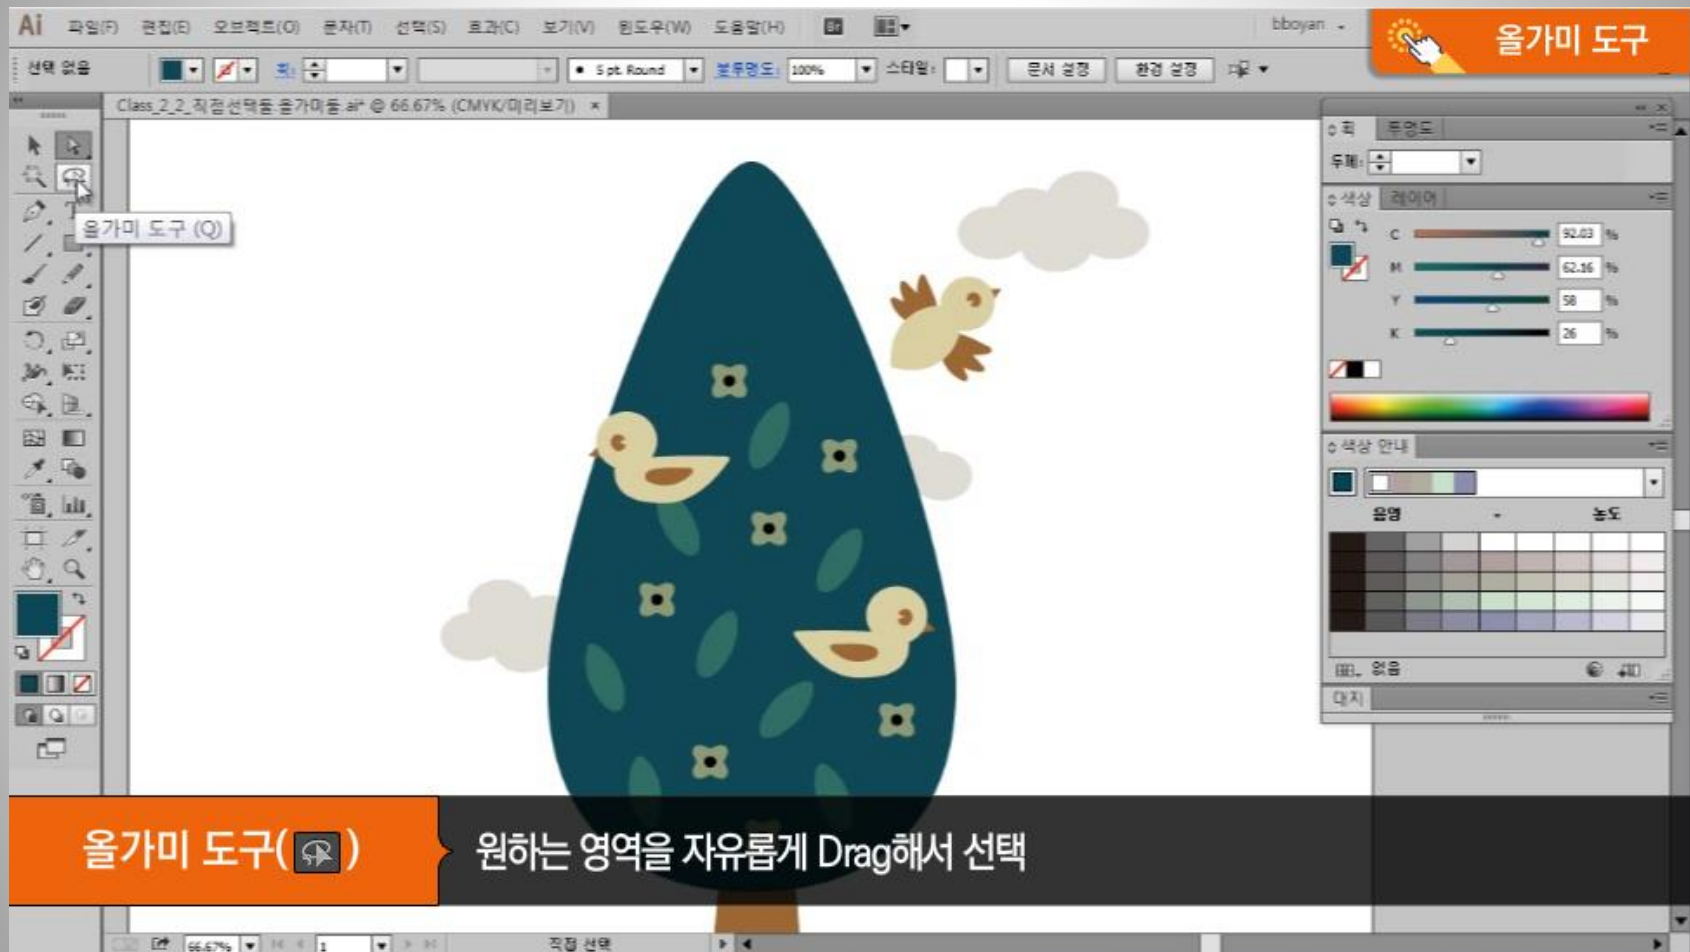 Ai 파일(F) 편집(E) 오브젝트(O) 문자(T) 선택(S) 효과(C) 보기(V) 윈도우(W) 도움말(H) Br bboyan
올가미 도구
선택 없음 획: 5 pt. Round 불투명도: 100% 스타일: 문서 설정 환경 설정
Class_2_2_직접선택툴.올가미툴.ai* @ 66.67% (CMYK/미리보기) ×
올가미 도구 (Q)
획 투명도
두께:
색상 레이어
C 92.03 %
M 62.16 %
Y 58 %
K 26 %
색상 안내
음영 농도
없음
대지
올가미 도구( )
원하는 영역을 자유롭게 Drag해서 선택
66.67% 1 직접 선택